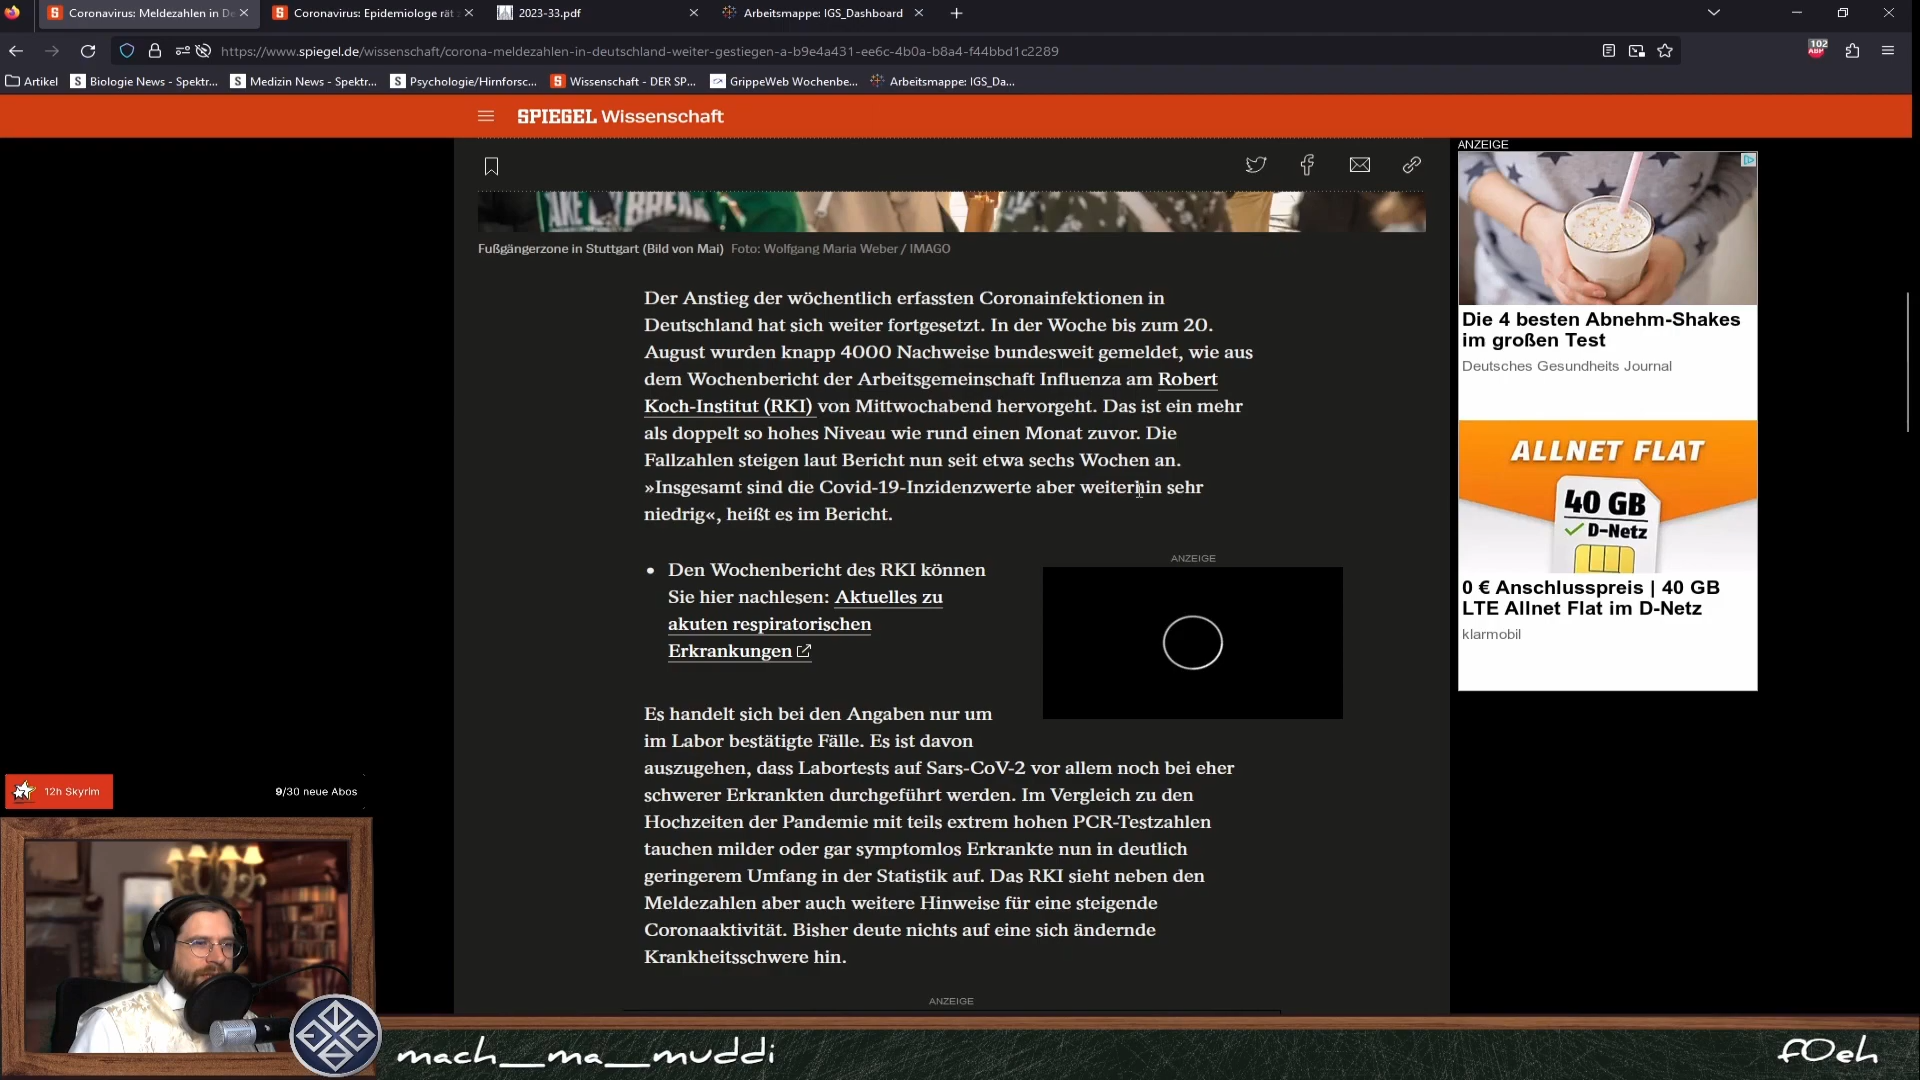 Coronavirus: Meldezahlen in De
Coronavirus: Epidemiologe rät
2023-33.pdf
Arbeitsmappe: IGS_Dashboard
https://www.spiegel.de/wissenschaft/corona-meldezahlen-in-deutschland-weiter-gestiegen-a-b9e4a431-ee6c-4b0a-b8a4-f44bbd1c2289
102
ABP
Artikel
Biologie News - Spektr...
Medizin News - Spektr...
Psychologie/Hirnforsc...
Wissenschaft - DER SP...
GrippeWeb Wochenbe...
Arbeitsmappe: IGS_Da...
SPIEGEL Wissenschaft
ANZEIGE
Fußgängerzone in Stuttgart (Bild von Mai) Foto: Wolfgang Maria Weber / IMAGO
Der Anstieg der wöchentlich erfassten Coronainfektionen in
Deutschland hat sich weiter fortgesetzt. In der Woche bis zum 20.
August wurden knapp 4000 Nachweise bundesweit gemeldet, wie aus
dem Wochenbericht der Arbeitsgemeinschaft Influenza am Robert
Koch-Institut (RKI) von Mittwochabend hervorgeht. Das ist ein mehr
als doppelt so hohes Niveau wie rund einen Monat zuvor. Die
Fallzahlen steigen laut Bericht nun seit etwa sechs Wochen an.
»Insgesamt sind die Covid-19-Inzidenzwerte aber weiterhin sehr
niedrig«, heißt es im Bericht.
ANZEIGE
• Den Wochenbericht des RKI können
Sie hier nachlesen: Aktuelles zu
akuten respiratorischen
Erkrankungen
Es handelt sich bei den Angaben nur um
im Labor bestätigte Fälle. Es ist davon
auszugehen, dass Labortests auf Sars-CoV-2 vor allem noch bei eher
schwerer Erkrankten durchgeführt werden. Im Vergleich zu den
Hochzeiten der Pandemie mit teils extrem hohen PCR-Testzahlen
tauchen milder oder gar symptomlos Erkrankte nun in deutlich
geringerem Umfang in der Statistik auf. Das RKI sieht neben den
Meldezahlen aber auch weitere Hinweise für eine steigende
Coronaaktivität. Bisher deute nichts auf eine sich ändernde
Krankheitsschwere hin.
ANZEIGE
Die 4 besten Abnehm-Shakes
im großen Test
Deutsches Gesundheits Journal
ALLNET FLAT
40 GB
D-Netz
0 € Anschlusspreis | 40 GB
LTE Allnet Flat im D-Netz
klarmobil
12h Skyrim
9/30 neue Abos
mach__ma__muddi
f0eh